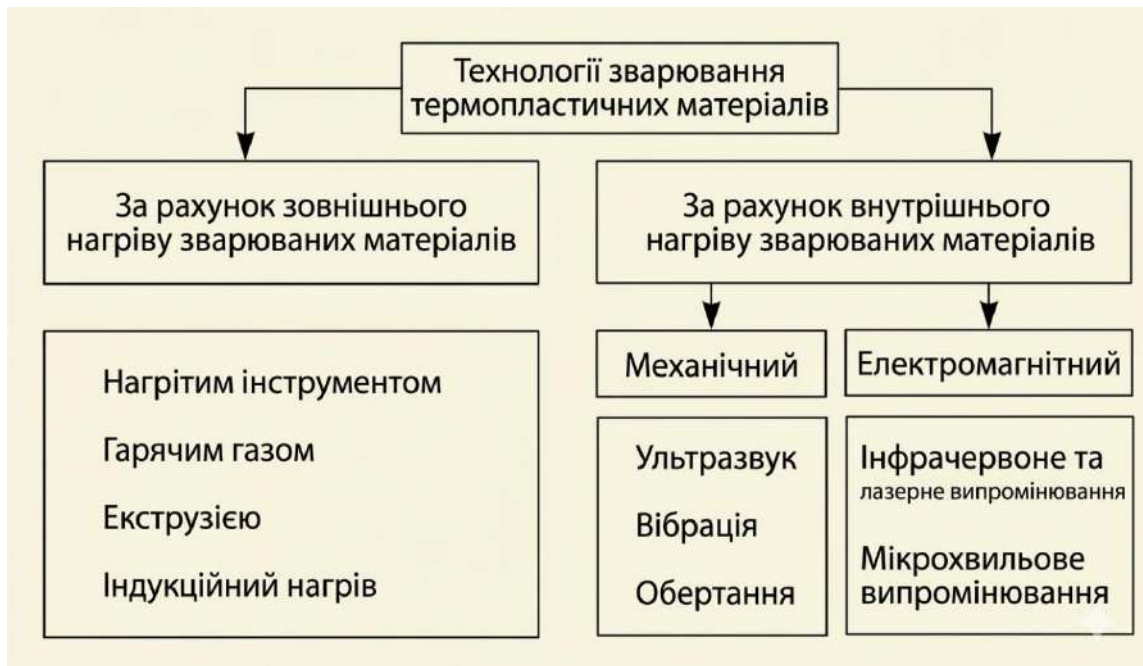 Технології зварювання
термопластичних матеріалів
За рахунок зовнішнього
нагріву зварюваних матеріалів
За рахунок внутрішнього
нагріву зварюваних матеріалів
Нагрітим інструментом
Гарячим газом
Екструзією
Індукційний нагрів
Механічний
Електромагнітний
Ультразвук
Вібрація
Обертання
Інфрачервоне та
лазерне випромінювання
Мікрохвильове
випромінювання